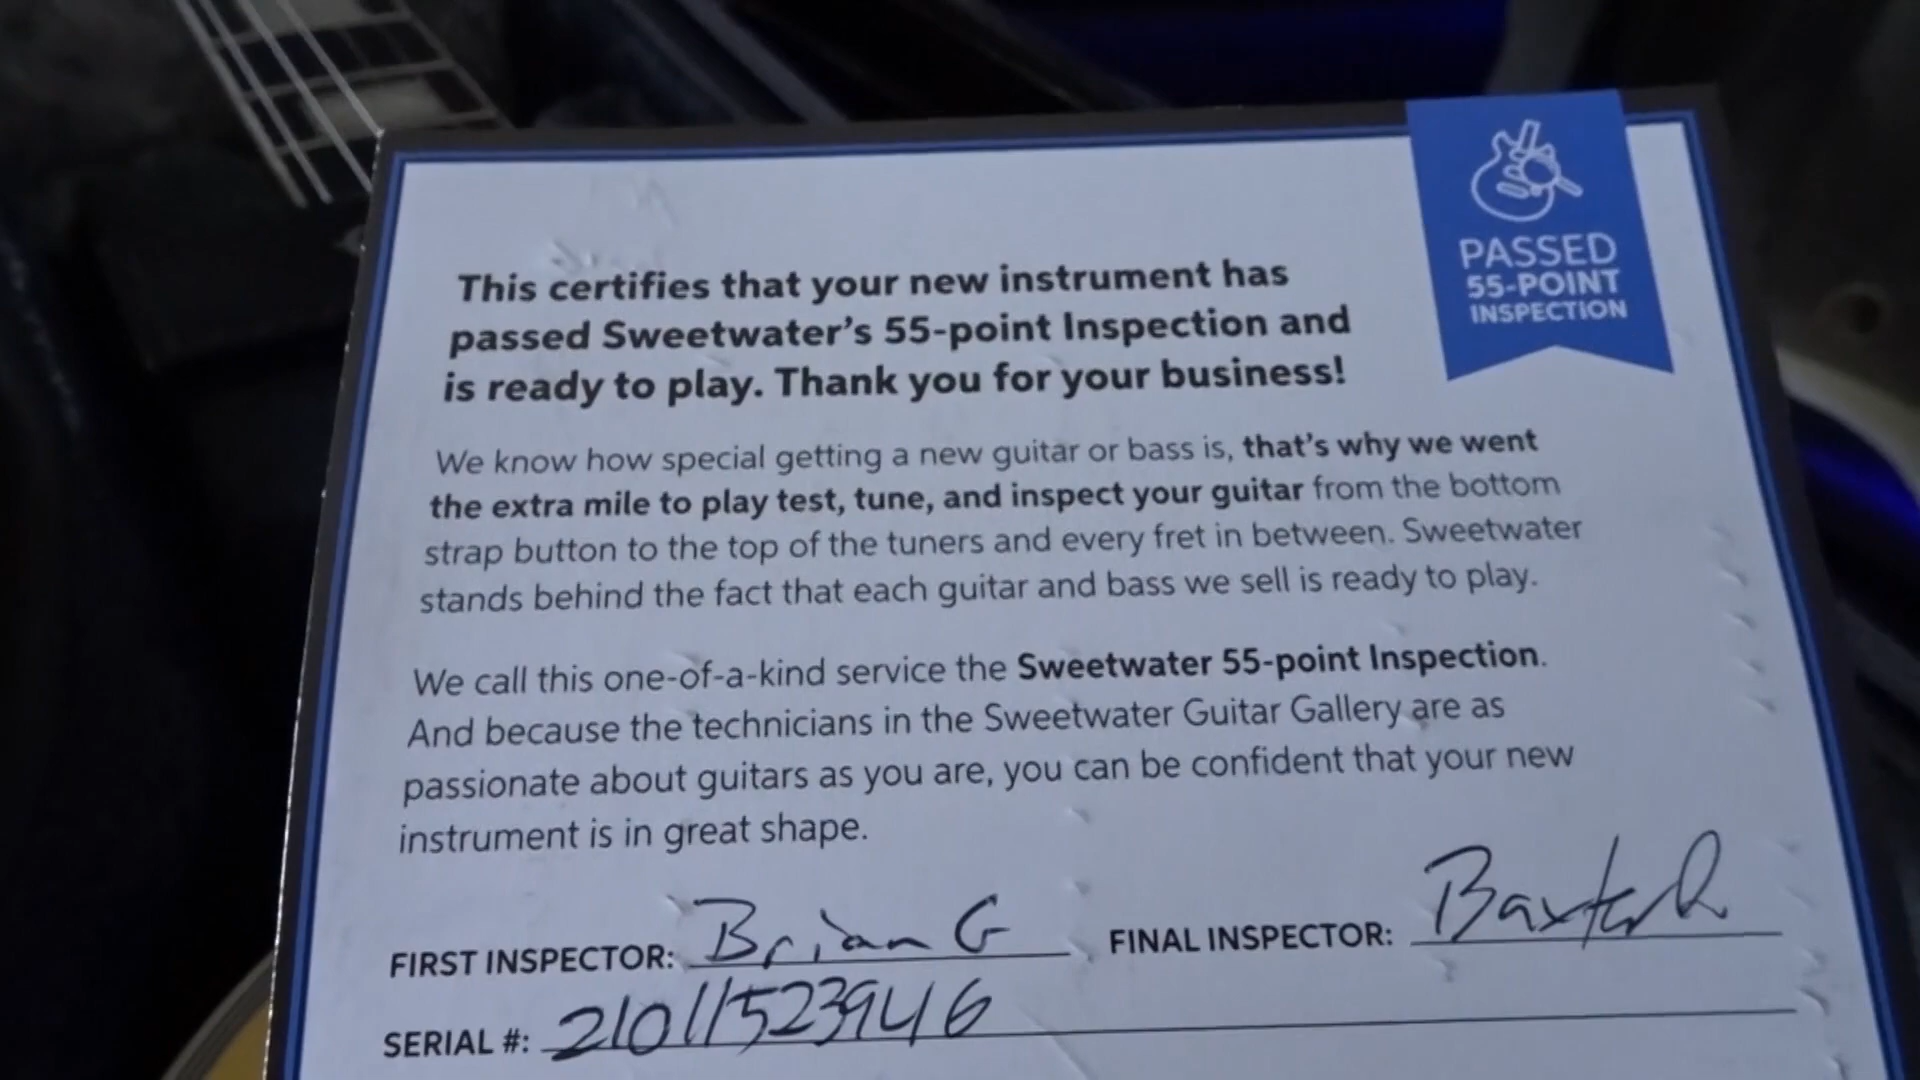 PASSED
55-POINT
INSPECTION
This certifies that your new instrument has
passed Sweetwater's 55-point Inspection and
is ready to play. Thank you for your business!
We know how special getting a new guitar or bass is, that's why we went
the extra mile to play test, tune, and inspect your guitar from the bottom
strap button to the top of the tuners and every fret in between. Sweetwater
stands behind the fact that each guitar and bass we sell is ready to play.
We call this one-of-a-kind service the Sweetwater 55-point Inspection.
And because the technicians in the Sweetwater Guitar Gallery are as
passionate about guitars as you are, you can be confident that your new
instrument is in great shape.
FIRST INSPECTOR: Brian G FINAL INSPECTOR: Baxter R
SERIAL #: 21011523946